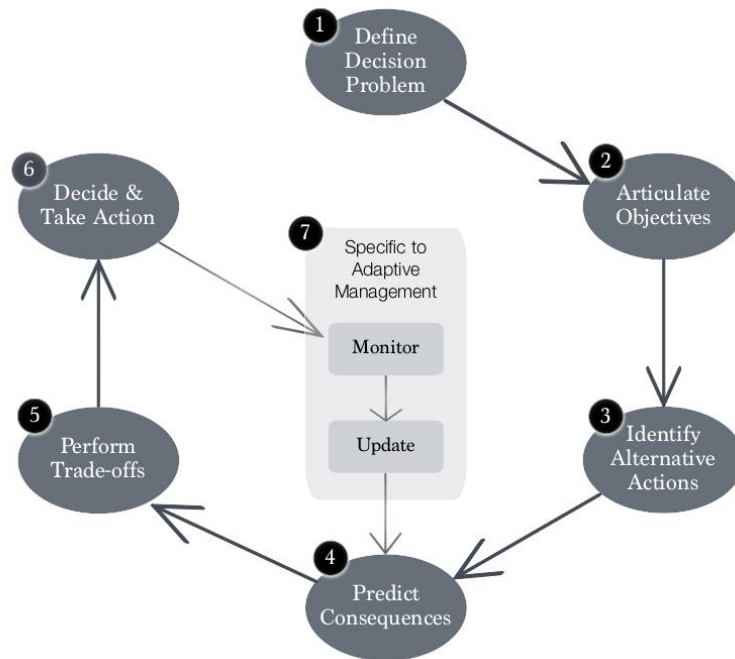 1
Define
Decision
Problem
2
Articulate
Objectives
3
Identify
Alternative
Actions
4
Predict
Consequences
5
Perform
Trade-offs
6
Decide &
Take Action
7
Specific to
Adaptive
Management
Monitor
Update